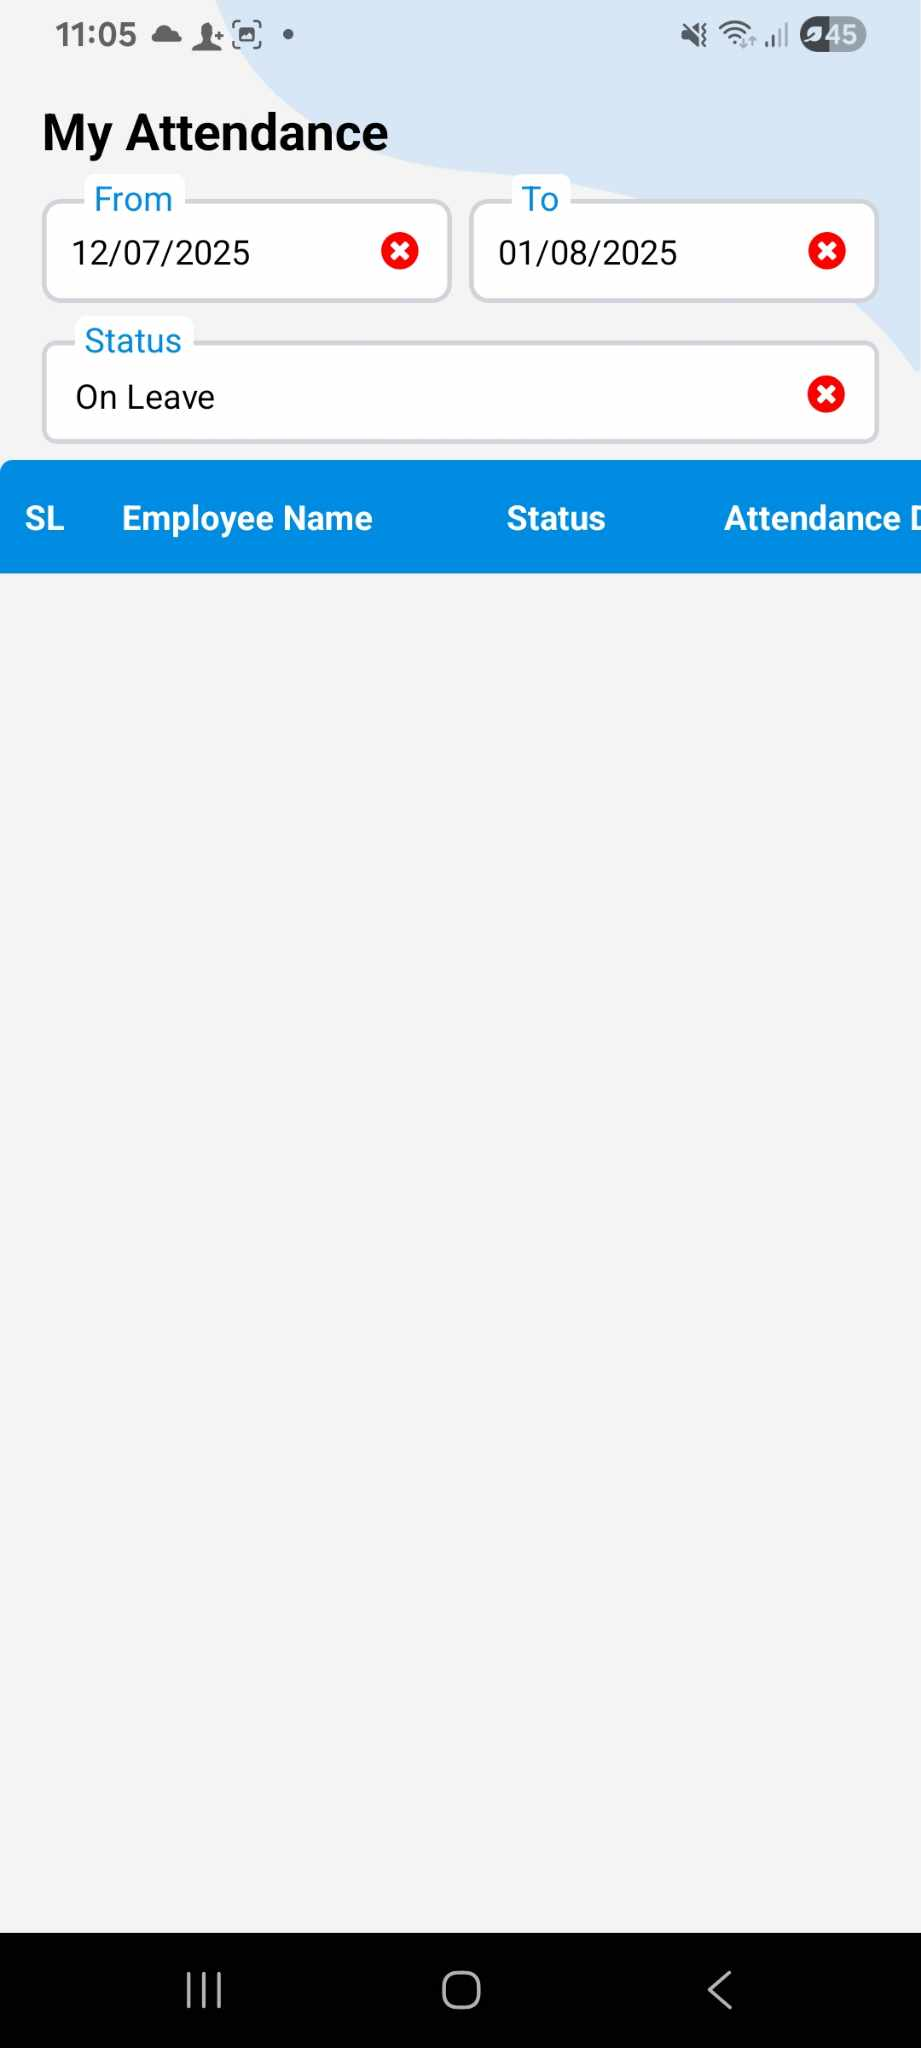 11:05
45
My Attendance
From
To
12/07/2025
01/08/2025
Status
On Leave
SL Employee Name Status Attendance D